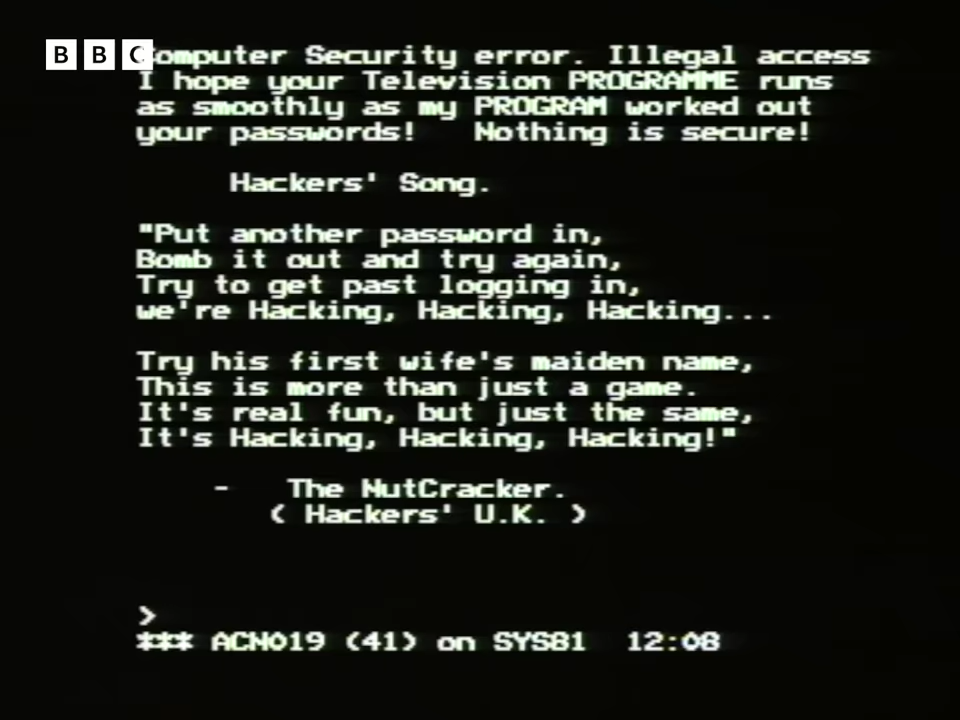 BBC
Computer Security error. Illegal access
I hope your Television PROGRAMME runs
as smoothly as my PROGRAM worked out
your passwords!   Nothing is secure!
Hackers' Song.
"Put another password in,
Bomb it out and try again,
Try to get past logging in,
we're Hacking, Hacking, Hacking...
Try his first wife's maiden name,
This is more than just a game.
It's real fun, but just the same,
It's Hacking, Hacking, Hacking!"
-   The NutCracker.
( Hackers' U.K. )
>
*** ACNO19 (41) on SYS81  12:08